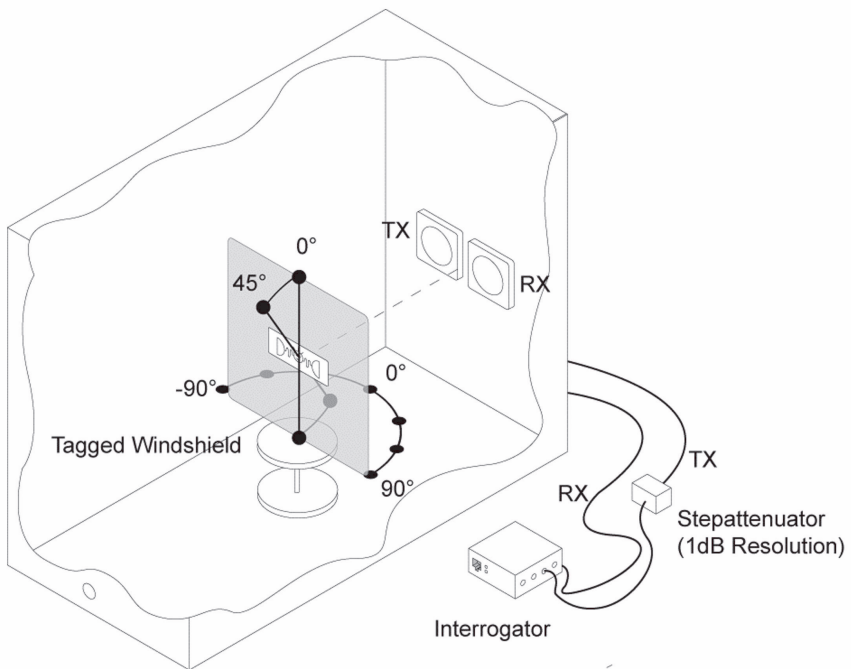 TX
RX
0°
45°
0°
-90°
Tagged Windshield
90°
TX
RX
Stepattenuator
(1dB Resolution)
Interrogator